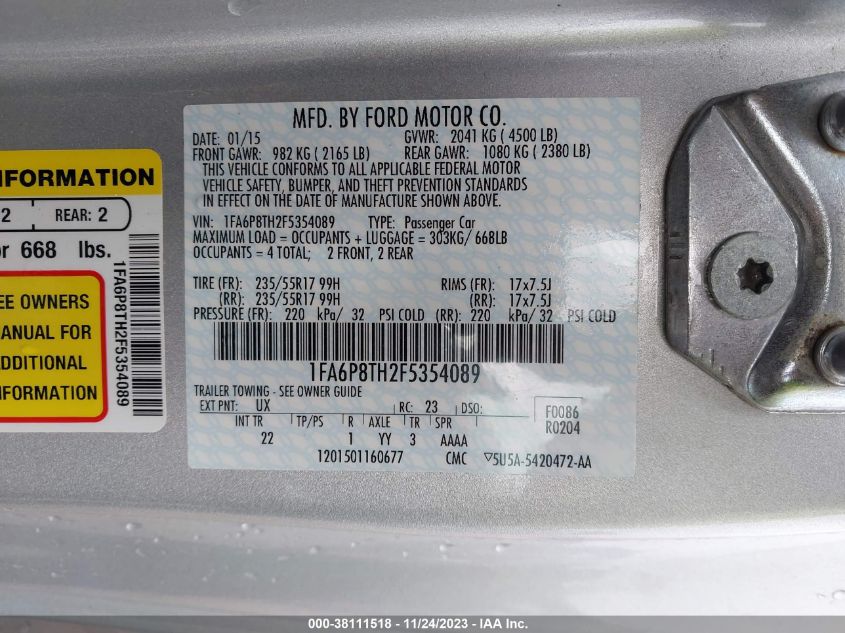 NFORMATION
2 REAR: 2
or 668 lbs.
EE OWNERS
ANUAL FOR
ADDITIONAL
NFORMATION
1FA6P8TH2F5354089
MFD. BY FORD MOTOR CO.
DATE: 01/15 GVWR: 2041 KG ( 4500 LB)
FRONT GAWR: 982 KG ( 2165 LB) REAR GAWR: 1080 KG ( 2380 LB)
THIS VEHICLE CONFORMS TO ALL APPLICABLE FEDERAL MOTOR
VEHICLE SAFETY, BUMPER, AND THEFT PREVENTION STANDARDS
IN EFFECT ON THE DATE OF MANUFACTURE SHOWN ABOVE.
VIN: 1FA6P8TH2F5354089 TYPE: Passenger Car
MAXIMUM LOAD = OCCUPANTS + LUGGAGE = 303KG/ 668LB
OCCUPANTS = 4 TOTAL; 2 FRONT, 2 REAR
TIRE (FR): 235/55R17 99H RIMS (FR): 17x7.5J
(RR): 235/55R17 99H (RR): 17x7.5J
PRESSURE (FR): 220 kPa/ 32 PSI COLD (RR): 220 kPa/ 32 PSI COLD
1FA6P8TH2F5354089
TRAILER TOWING - SEE OWNER GUIDE
EXT PNT: UX RC: 23 DSO: F0086
R0204
INT TR TP/PS R AXLE TR SPR
22 1 YY 3 AAAA
1201501160677 CMC ▽5U5A-5420472-AA
000-38111518 - 11/24/2023 - IAA Inc.